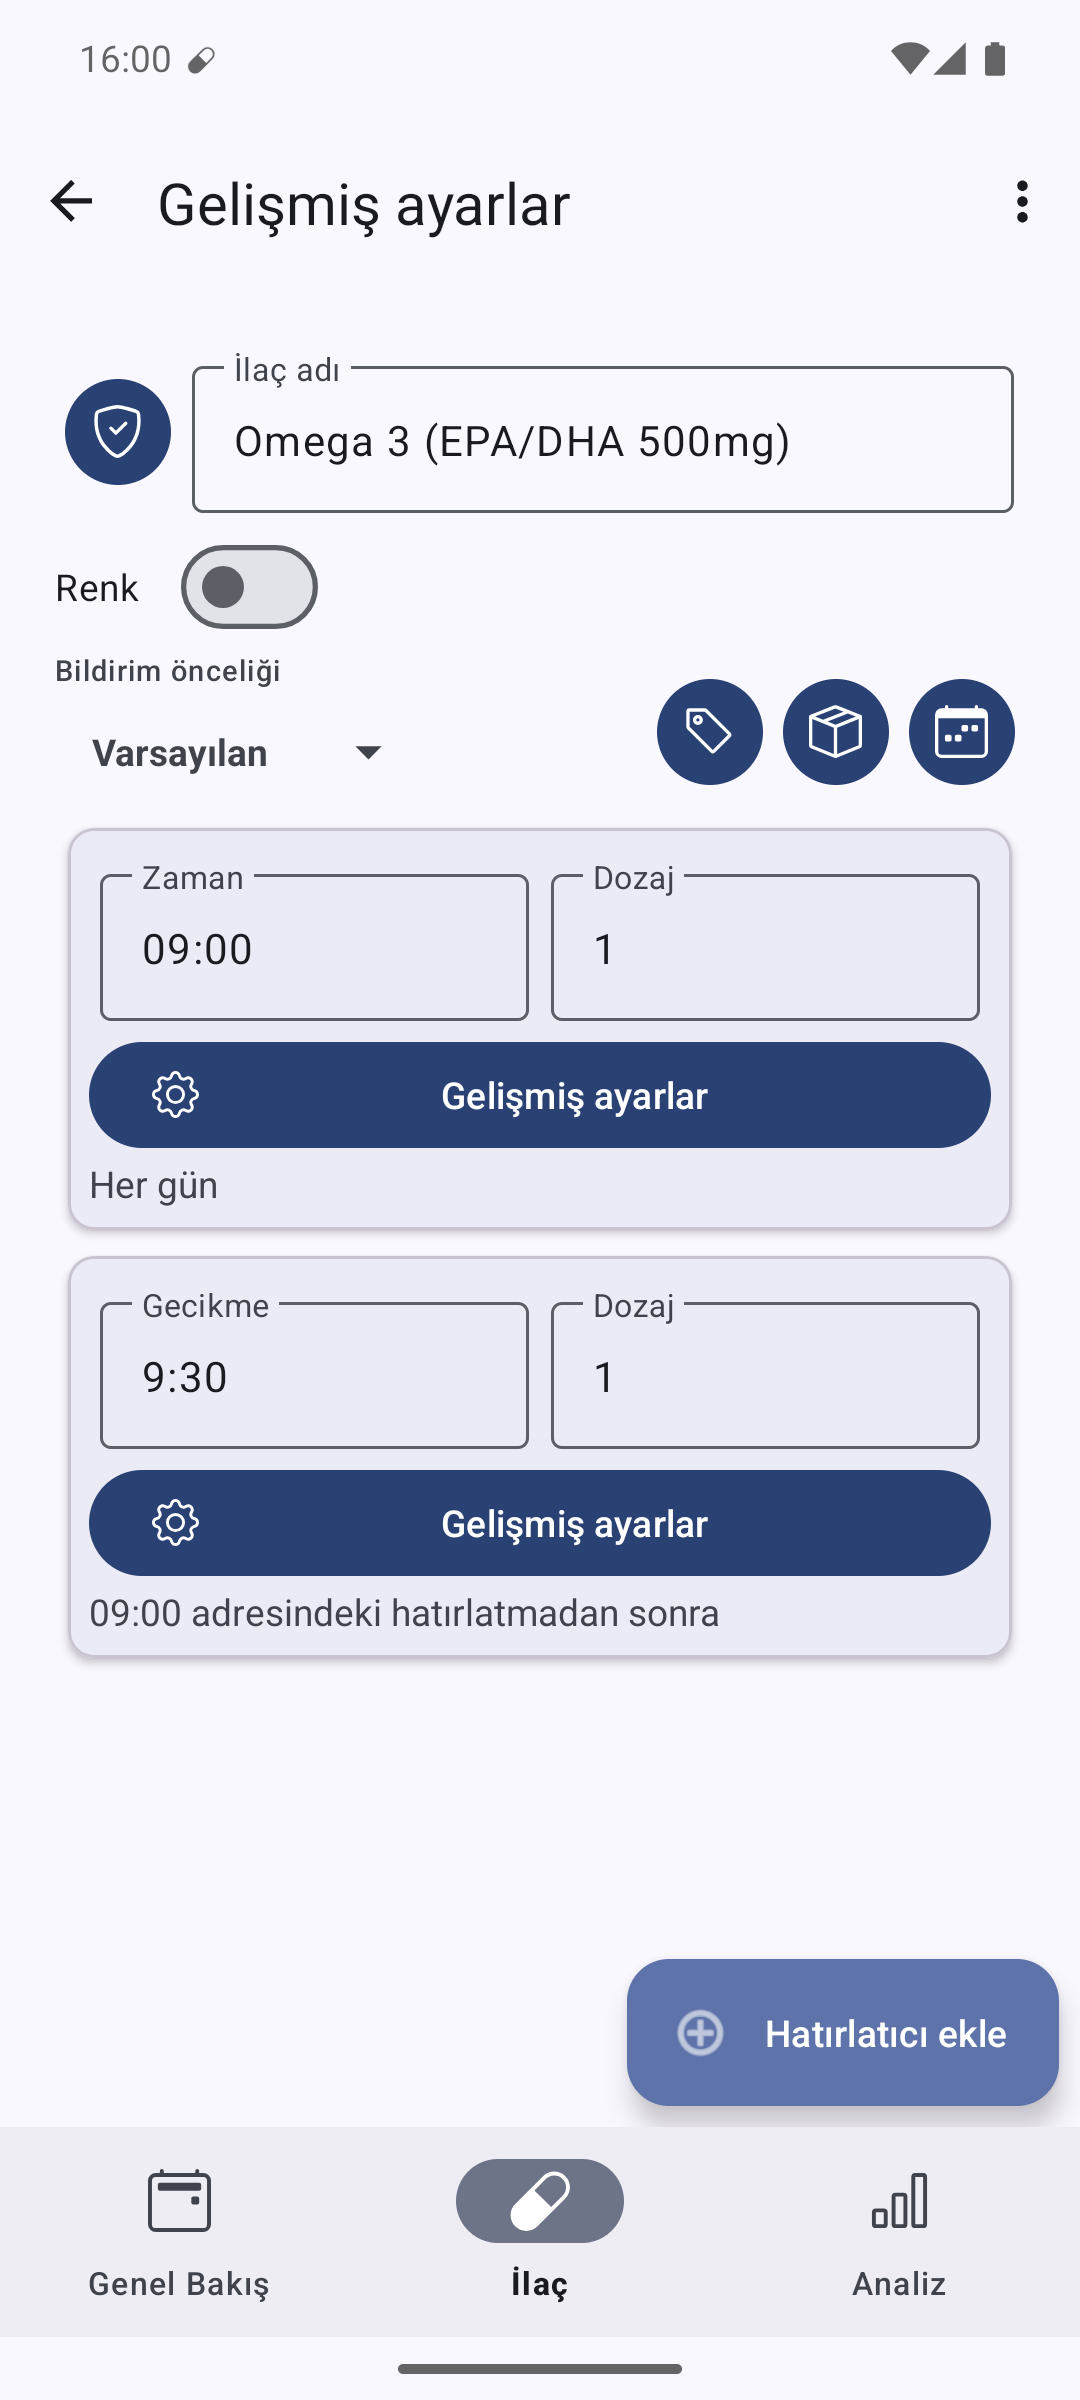 16:00
Gelişmiş ayarlar
İlaç adı
Omega 3 (EPA/DHA 500mg)
Renk
Bildirim önceliği
Varsayılan
Zaman
Dozaj
09:00
1
Gelişmiş ayarlar
Her gün
Gecikme
Dozaj
9:30
1
Gelişmiş ayarlar
09:00 adresindeki hatırlatmadan sonra
Hatırlatıcı ekle
Genel Bakış
İlaç
Analiz